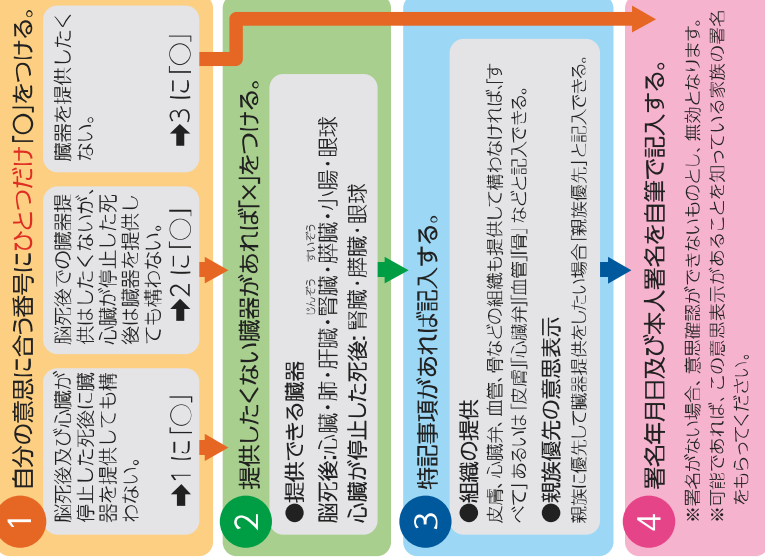 1 自分の意思に合う番号にひとつだけ「○」をつける。
脳死後及び心臓が
停止した死後に臓
器を提供しても構
わない。
➡1に「○」
脳死後での臓器提
供はしたくないが、
心臓が停止した死
後は臓器を提供し
ても構わない。
➡2に「○」
臓器を提供したく
ない。
➡3に「○」
2 提供したくない臓器があれば「×」をつける。
●提供できる臓器
じんぞう すいぞう
脳死後:心臓・肺・肝臓・腎臓・膵臓・小腸・眼球
心臓が停止した死後: 腎臓・膵臓・眼球
3 特記事項があれば記入する。
●組織の提供
皮膚、心臓弁、血管、骨などの組織も提供して構わなければ、「す
べて」あるいは「皮膚」「心臓弁」「血管」「骨」などと記入できる。
●親族優先の意思表示
親族に優先して臓器提供をしたい場合「親族優先」と記入できる。
4 署名年月日及び本人署名を自筆で記入する。
※署名がない場合、意思確認ができないものとし、無効となります。
※可能であれば、この意思表示があることを知っている家族の署名
をもらってください。